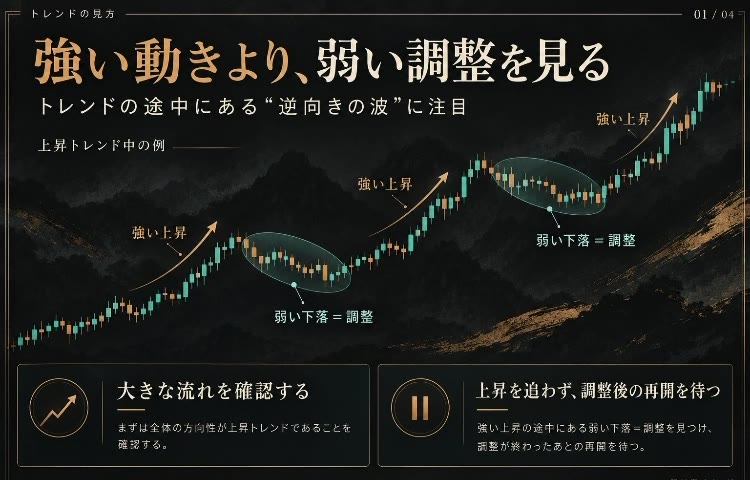 トレンドの見方
01 / 04
強い動きより、弱い調整を見る
トレンドの途中にある“逆向きの波”に注目
上昇トレンド中の例
強い上昇
強い上昇
強い上昇
弱い下落＝調整
弱い下落＝調整
大きな流れを確認する
まずは全体の方向性が上昇トレンドであることを
確認する。
上昇を追わず、調整後の再開を待つ
強い上昇の途中にある弱い下落＝調整を見つけ、
調整が終わったあとの再開を待つ。